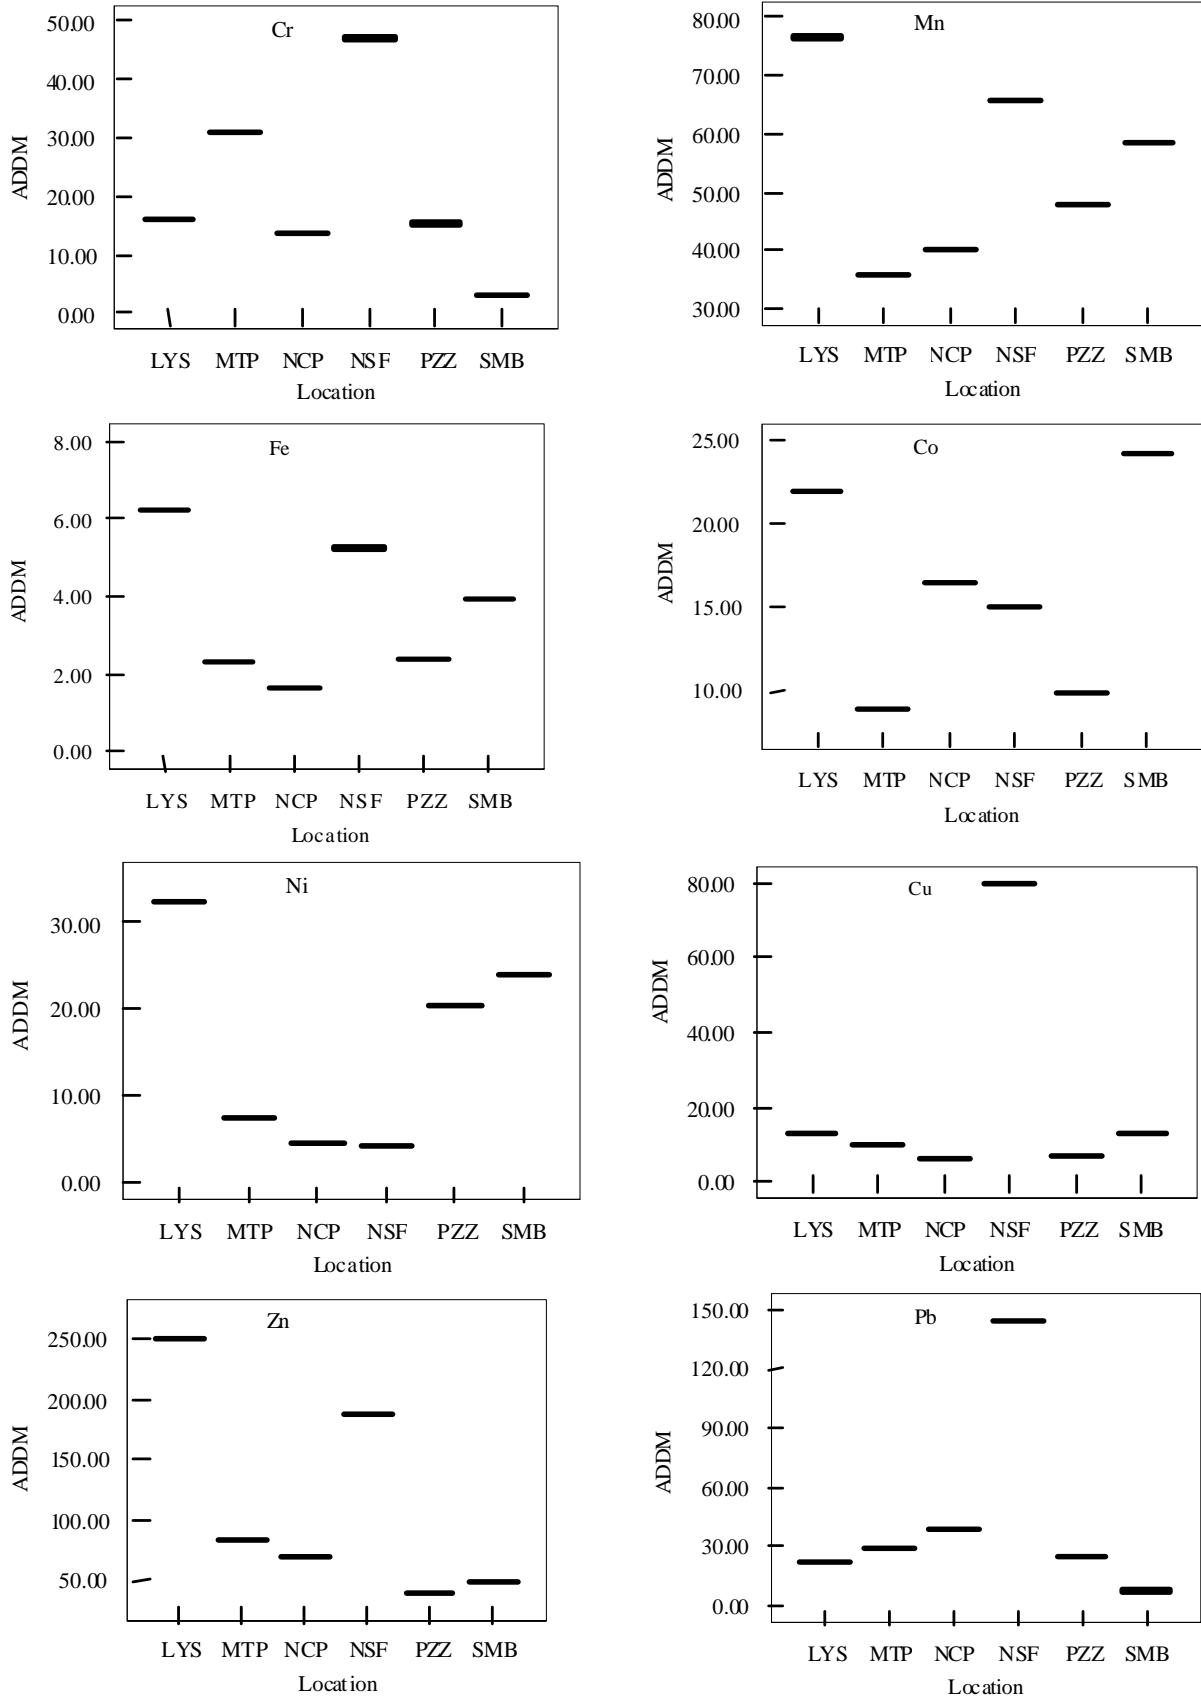 Cr
50.00
40.00
30.00
20.00
10.00
0.00
ADDM
LYS MTP NCP NSF PZZ SMB
Location
Mn
80.00
70.00
60.00
50.00
40.00
30.00
ADDM
LYS MTP NCP NSF PZZ SMB
Location
Fe
8.00
6.00
4.00
2.00
0.00
ADDM
LYS MTP NCP NSF PZZ SMB
Location
Co
25.00
20.00
15.00
10.00
ADDM
LYS MTP NCP NSF PZZ SMB
Location
Ni
30.00
20.00
10.00
0.00
ADDM
LYS MTP NCP NSF PZZ SMB
Location
Cu
80.00
60.00
40.00
20.00
0.00
ADDM
LYS MTP NCP NSF PZZ SMB
Location
Zn
250.00
200.00
150.00
100.00
50.00
ADDM
LYS MTP NCP NSF PZZ SMB
Location
Pb
150.00
120.00
90.00
60.00
30.00
0.00
ADDM
LYS MTP NCP NSF PZZ SMB
Location